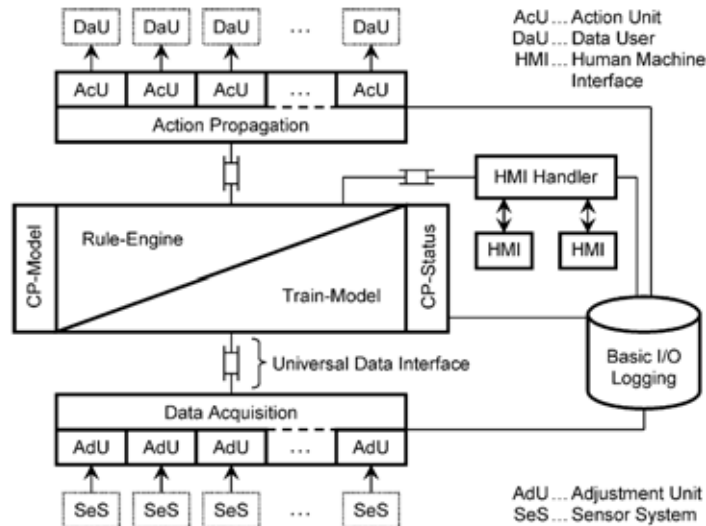 DaU DaU DaU ... DaU
AcU ... Action Unit
DaU ... Data User
HMI ... Human Machine
Interface
AcU AcU AcU ... AcU
Action Propagation
HMI Handler
HMI HMI
CP-Model
Rule-Engine
Train-Model
CP-Status
Universal Data Interface
Basic I/O
Logging
Data Acquisition
AdU AdU AdU ... AdU
SeS SeS SeS ... SeS
AdU ... Adjustment Unit
SeS ... Sensor System